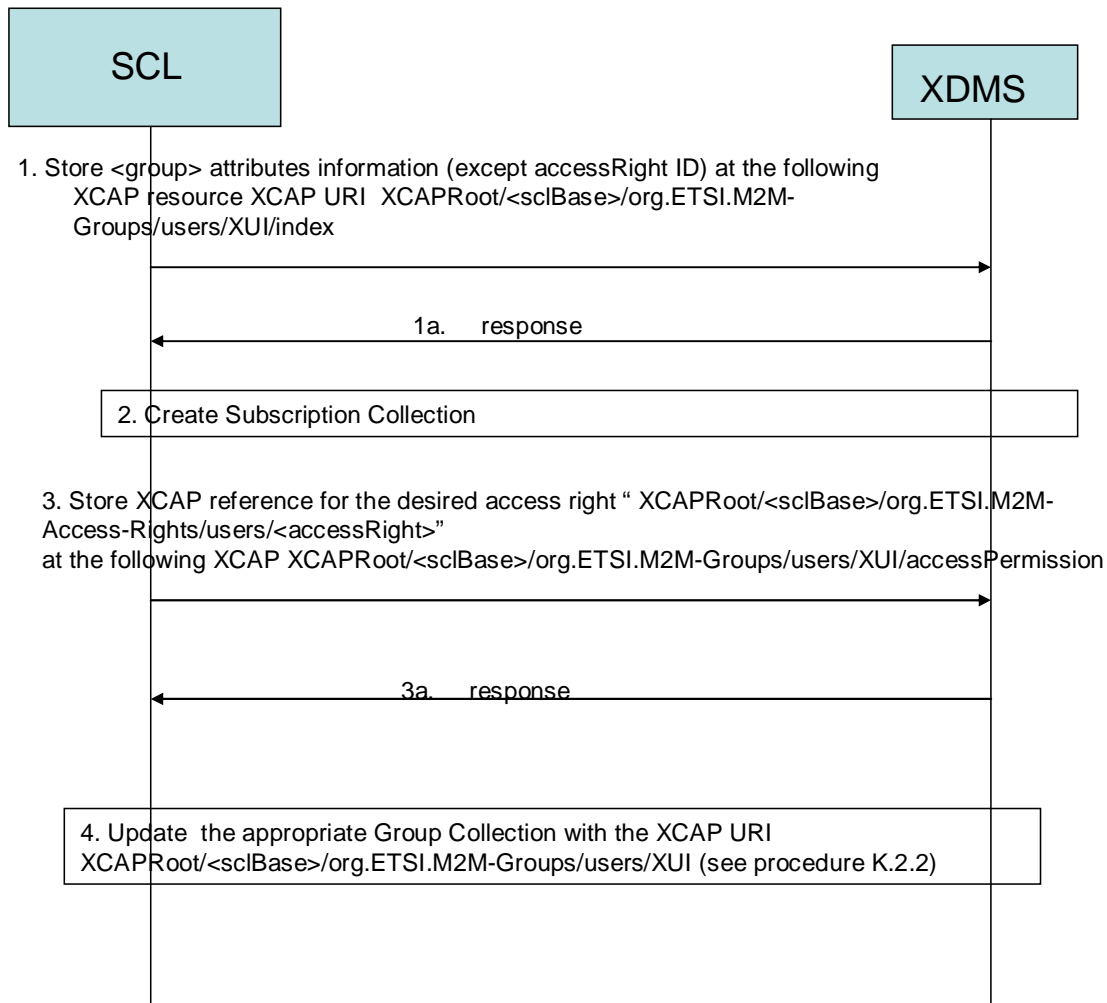 SCL
XDMS
1. Store <group> attributes information (except accessRight ID) at the following
XCAP resource XCAP URI XCAPRoot/<sclBase>/org.ETSI.M2M-
Groups/users/XUI/index
1a. response
2. Create Subscription Collection
3. Store XCAP reference for the desired access right “ XCAPRoot/<sclBase>/org.ETSI.M2M-
Access-Rights/users/<accessRight>”
at the following XCAP XCAPRoot/<sclBase>/org.ETSI.M2M-Groups/users/XUI/accessPermission
3a. response
4. Update the appropriate Group Collection with the XCAP URI
XCAPRoot/<sclBase>/org.ETSI.M2M-Groups/users/XUI (see procedure K.2.2)